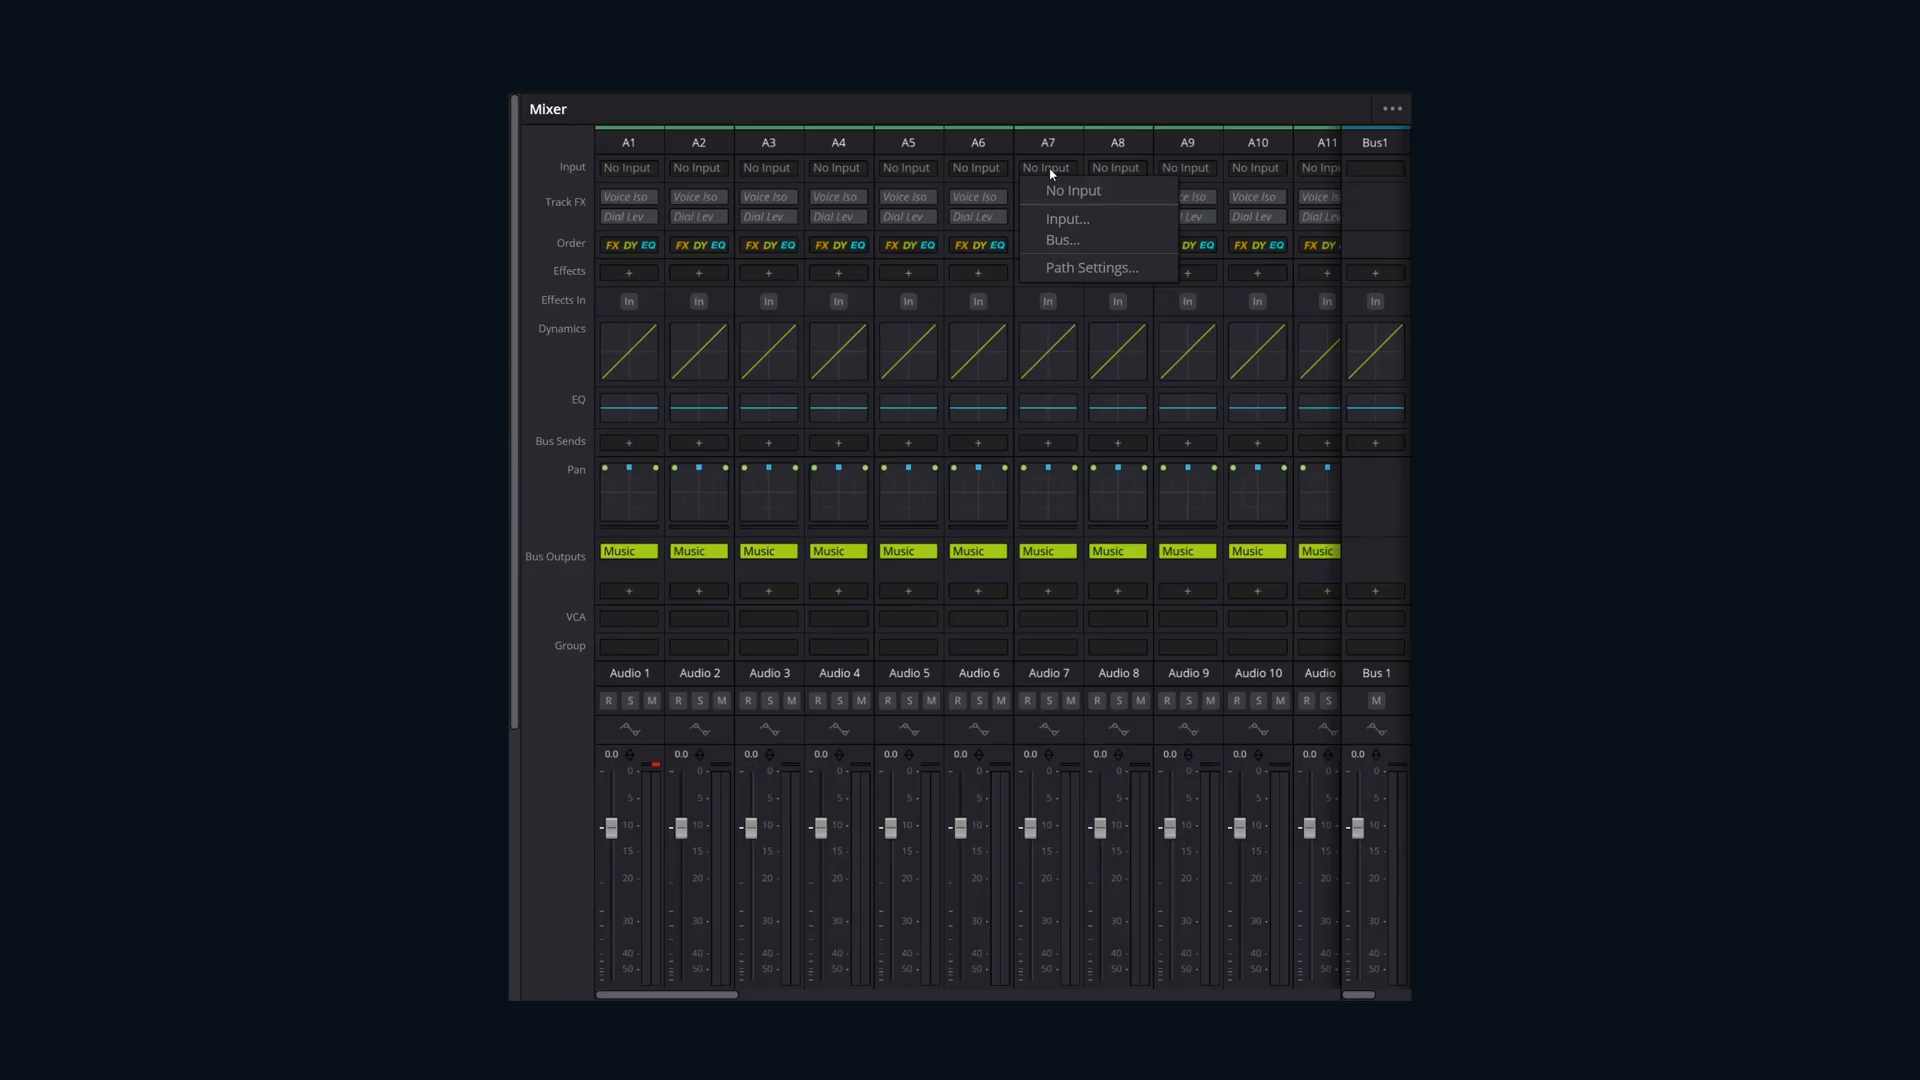 Mixer
A1 A2 A3 A4 A5 A6 A7 A8 A9 A10 A11 Bus1
Input No Input No Input No Input No Input No Input No Input No Input No Input No Input No Input No Inpu
No Input
Input...
Bus...
Path Settings...
Track FX Voice Iso Voice Iso Voice Iso Voice Iso Voice Iso Voice Iso ce Iso Voice Iso Voice Is
Dial Lev Dial Lev Dial Lev Dial Lev Dial Lev Dial Lev l Lev Dial Lev Dial Lev
Order FX DY EQ FX DY EQ FX DY EQ FX DY EQ FX DY EQ FX DY EQ DY EQ FX DY EQ FX DY
Effects + + + + + + + + + +
Effects In In In In In In In In In In In In In
Dynamics
EQ
Bus Sends + + + + + + + + + + + +
Pan
Bus Outputs Music Music Music Music Music Music Music Music Music Music Music
+ + + + + + + + + + + +
VCA
Group
Audio 1 Audio 2 Audio 3 Audio 4 Audio 5 Audio 6 Audio 7 Audio 8 Audio 9 Audio 10 Audio Bus 1
R S M R S M R S M R S M R S M R S M R S M R S M R S M R S M R S M
0.0 0.0 0.0 0.0 0.0 0.0 0.0 0.0 0.0 0.0 0.0 0.0
0- 0- 0- 0- 0- 0- 0- 0- 0- 0- 0- 0-
5- 5- 5- 5- 5- 5- 5- 5- 5- 5- 5- 5-
10- 10- 10- 10- 10- 10- 10- 10- 10- 10- 10- 10-
15- 15- 15- 15- 15- 15- 15- 15- 15- 15- 15- 15-
20- 20- 20- 20- 20- 20- 20- 20- 20- 20- 20- 20-
30- 30- 30- 30- 30- 30- 30- 30- 30- 30- 30- 30-
40- 40- 40- 40- 40- 40- 40- 40- 40- 40- 40- 40-
50- 50- 50- 50- 50- 50- 50- 50- 50- 50- 50- 50-